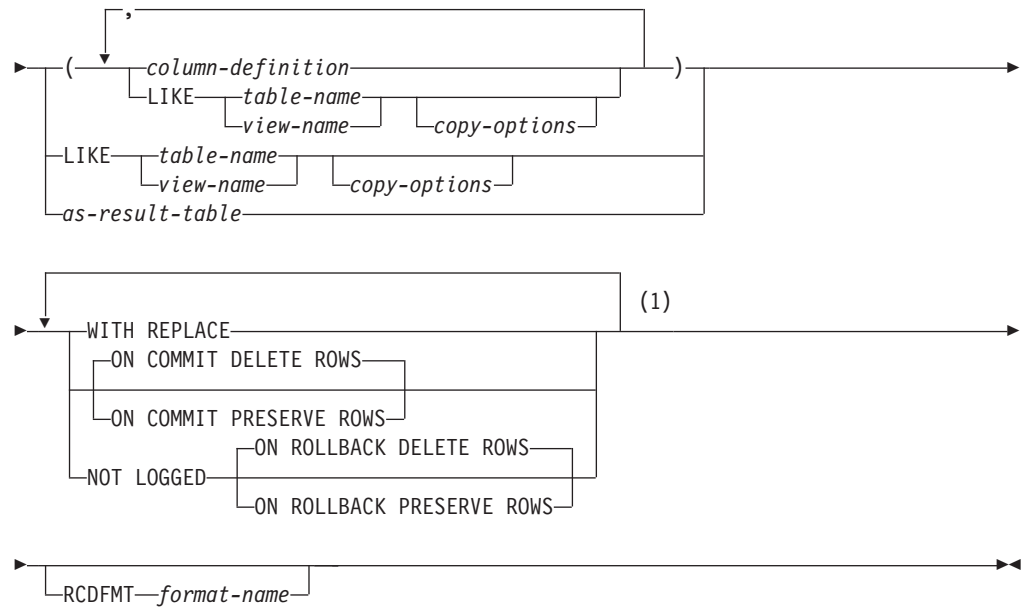 ,
( column-definition )
LIKE table-name
view-name copy-options
LIKE table-name
view-name copy-options
as-result-table
(1)
WITH REPLACE
ON COMMIT DELETE ROWS
ON COMMIT PRESERVE ROWS
ON ROLLBACK DELETE ROWS
NOT LOGGED
ON ROLLBACK PRESERVE ROWS
RCDFMT format-name